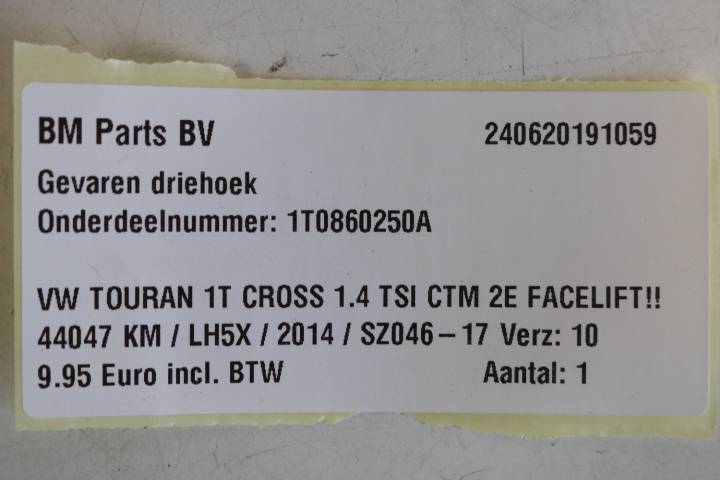 BM Parts BV 240620191059
Gevaren driehoek
Onderdeelnummer: 1T0860250A
VW TOURAN 1T CROSS 1.4 TSI CTM 2E FACELIFT!!
44047 KM / LH5X / 2014 / SZ046-17 Verz: 10
9.95 Euro incl. BTW Aantal: 1